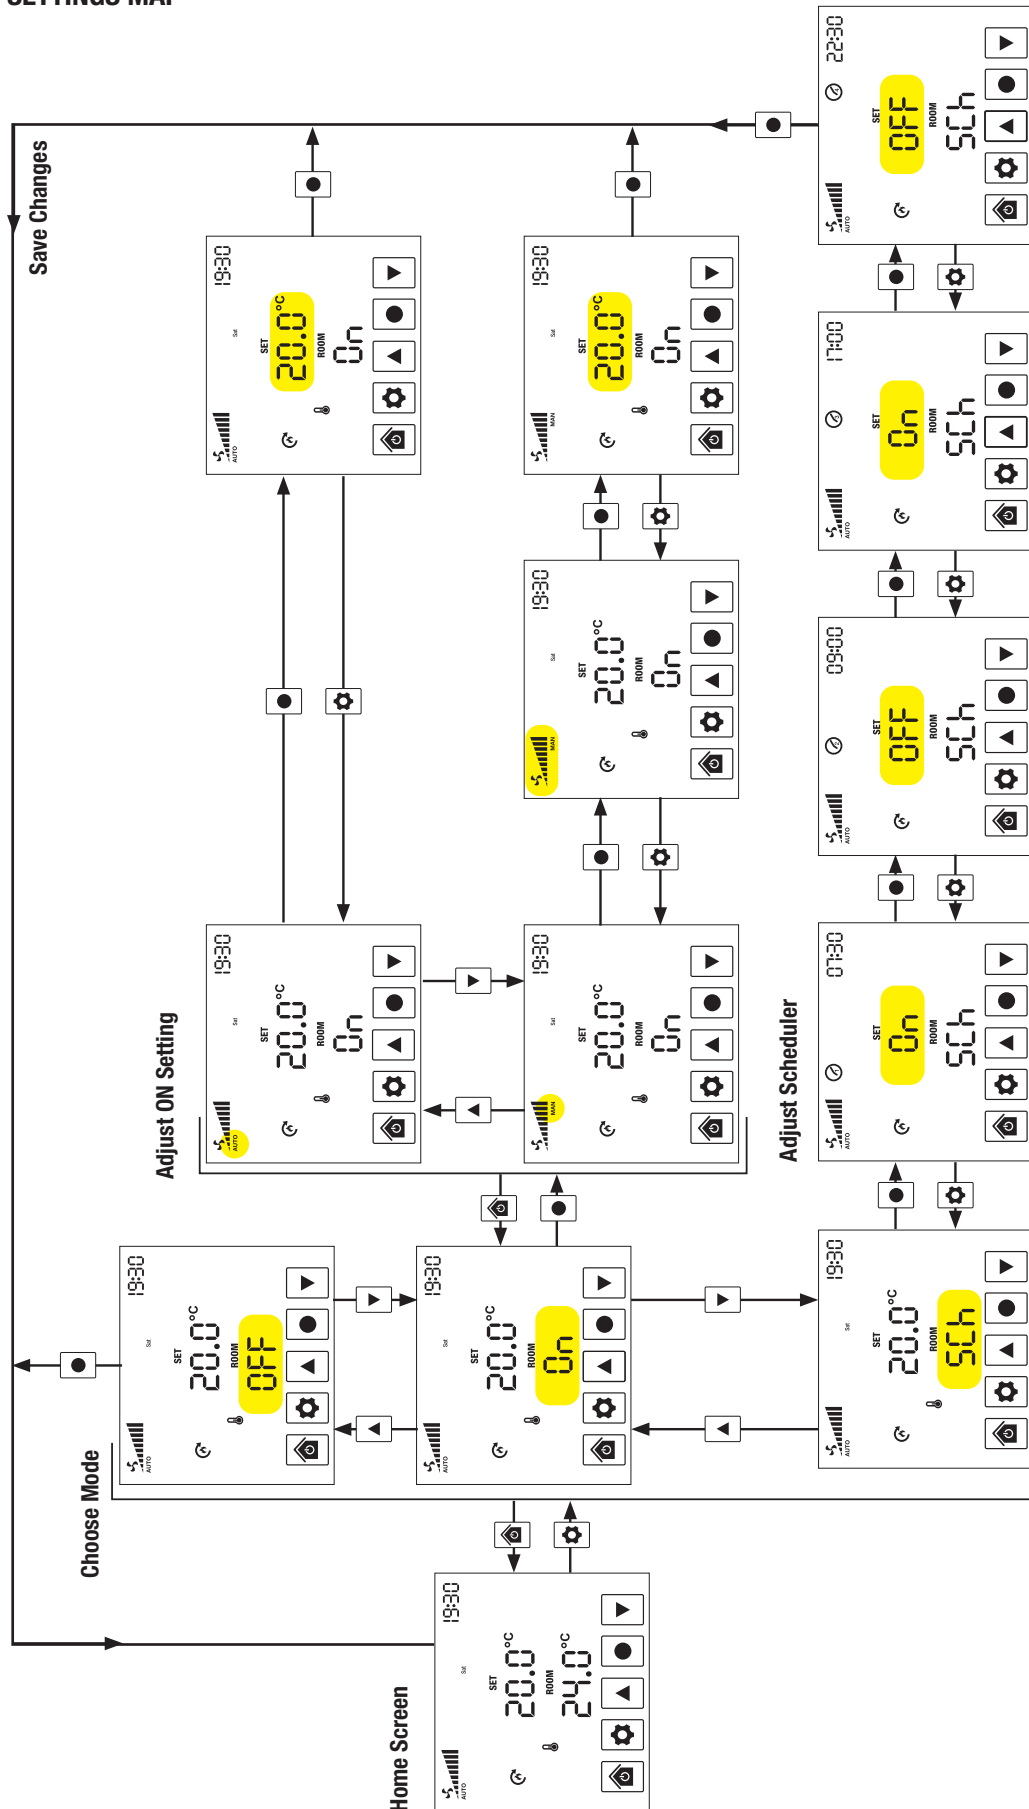 SETTINGS MAP
Save Changes
Choose Mode
Adjust ON Setting
Adjust Scheduler
Home Screen
AUTO
Sat
19:30
SET
20.0°C
ROOM
24.0°C
AUTO
Sat
19:30
SET
20.0°C
ROOM
OFF
AUTO
Sat
19:30
SET
20.0°C
ROOM
On
AUTO
Sat
19:30
SET
20.0°C
ROOM
SCh
AUTO
Sat
19:30
SET
20.0°C
ROOM
On
MAN
Sat
19:30
SET
20.0°C
ROOM
On
AUTO
07:30
SET
On
ROOM
SCh
MAN
Sat
19:30
SET
20.0°C
ROOM
On
AUTO
09:00
SET
OFF
ROOM
SCh
AUTO
Sat
19:30
SET
20.0°C
ROOM
On
MAN
19:30
SET
20.0°C
ROOM
On
AUTO
17:00
SET
On
ROOM
SCh
AUTO
22:30
SET
OFF
ROOM
SCh